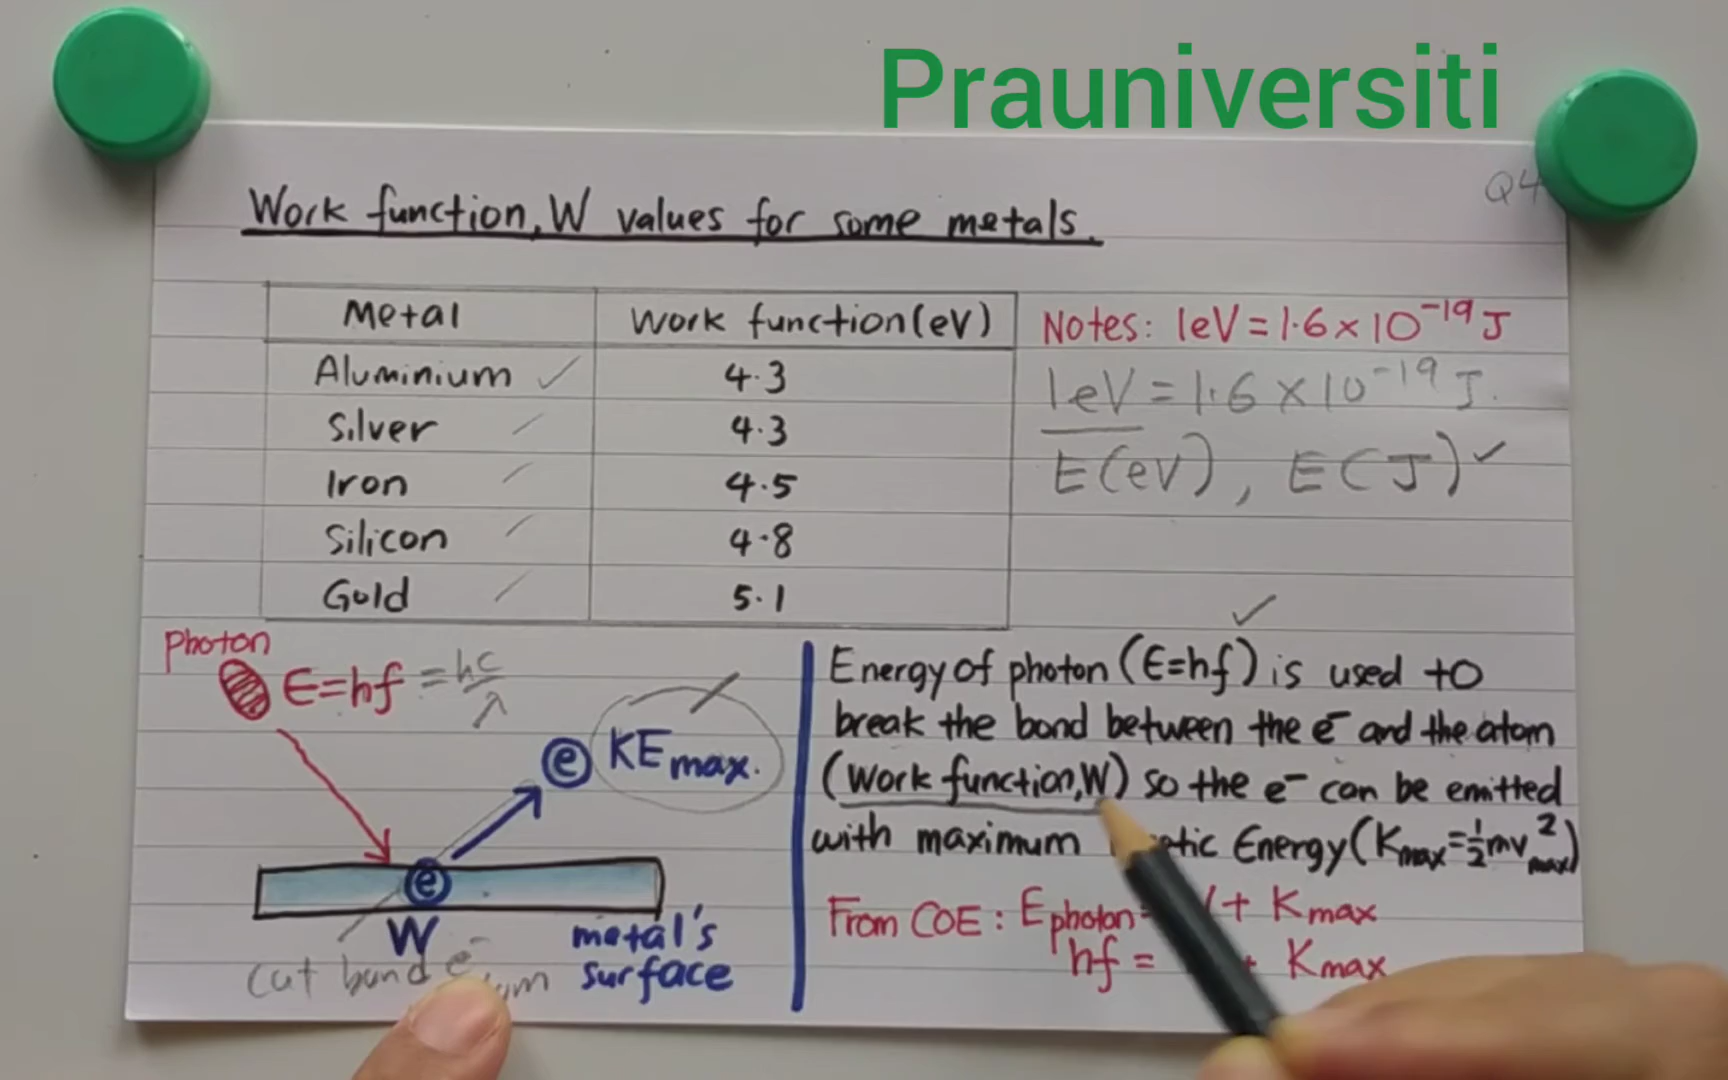 Prauniversiti
Q4
Work function, W values for some metals.
Metal Work function (eV)
Aluminium ✓ 4.3
Silver 4.3
Iron 4.5
Silicon 4.8
Gold 5.1
Notes: 1eV = 1.6 × 10⁻¹⁹ J
1eV = 1.6 × 10⁻¹⁹ J.
E(eV), E(J) ✓
Photon
E=hf = hc/λ
e KEmax.
e
W
metal's
surface
cut bond e⁻
✓
Energy of photon (E=hf) is used to
break the bond between the e⁻ and the atom
(Work function, W) so the e⁻ can be emitted
with maximum Energy (Kmax = ½mv²max)
From COE: Ephoton = + Kmax
hf = + Kmax